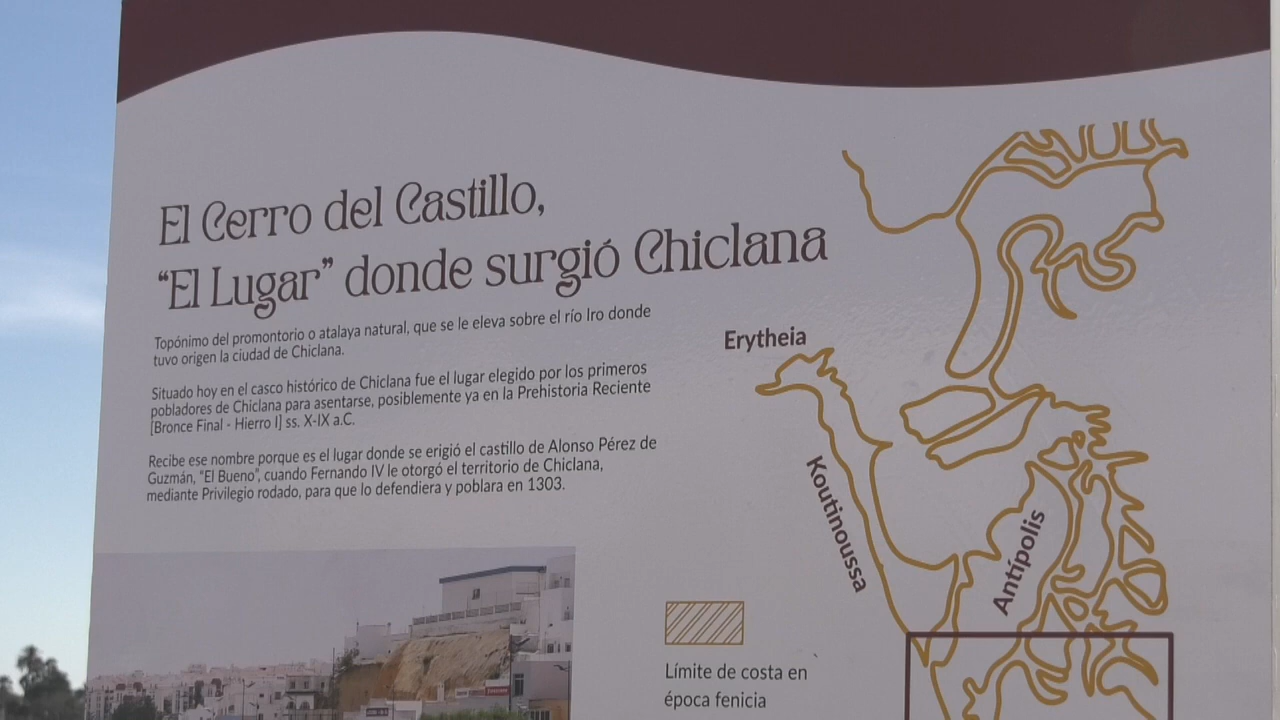 El Cerro del Castillo,
“El Lugar” donde surgió Chiclana
Topónimo del promontorio o atalaya natural, que se le eleva sobre el río Iro donde
tuvo origen la ciudad de Chiclana.
Situado hoy en el casco histórico de Chiclana fue el lugar elegido por los primeros
pobladores de Chiclana para asentarse, posiblemente ya en la Prehistoria Reciente
[Bronce Final - Hierro I] ss. X-IX a.C.
Recibe ese nombre porque es el lugar donde se erigió el castillo de Alonso Pérez de
Guzmán, “El Bueno”, cuando Fernando IV le otorgó el territorio de Chiclana,
mediante Privilegio rodado, para que lo defendiera y poblara en 1303.
Erytheia
Koutinoussa
Antípolis
Límite de costa en
época fenicia